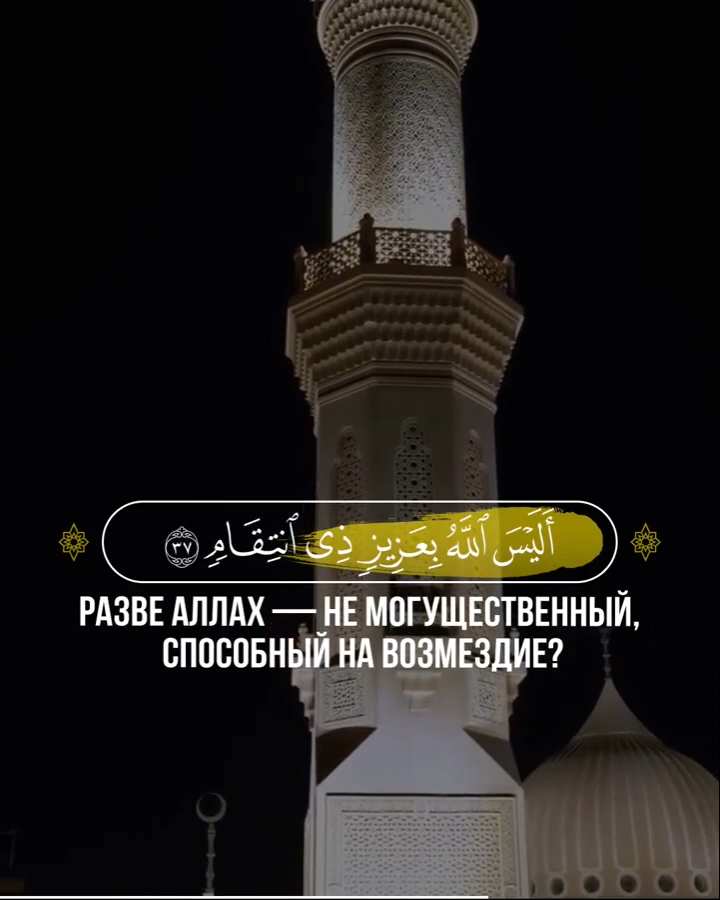 أَلَيْسَ ٱللَّهُ بِعَزِيزٍ ذِى ٱنتِقَامٍ ٣٧
РАЗВЕ АЛЛАХ — НЕ МОГУЩЕСТВЕННЫЙ,
СПОСОБНЫЙ НА ВОЗМЕЗДИЕ?